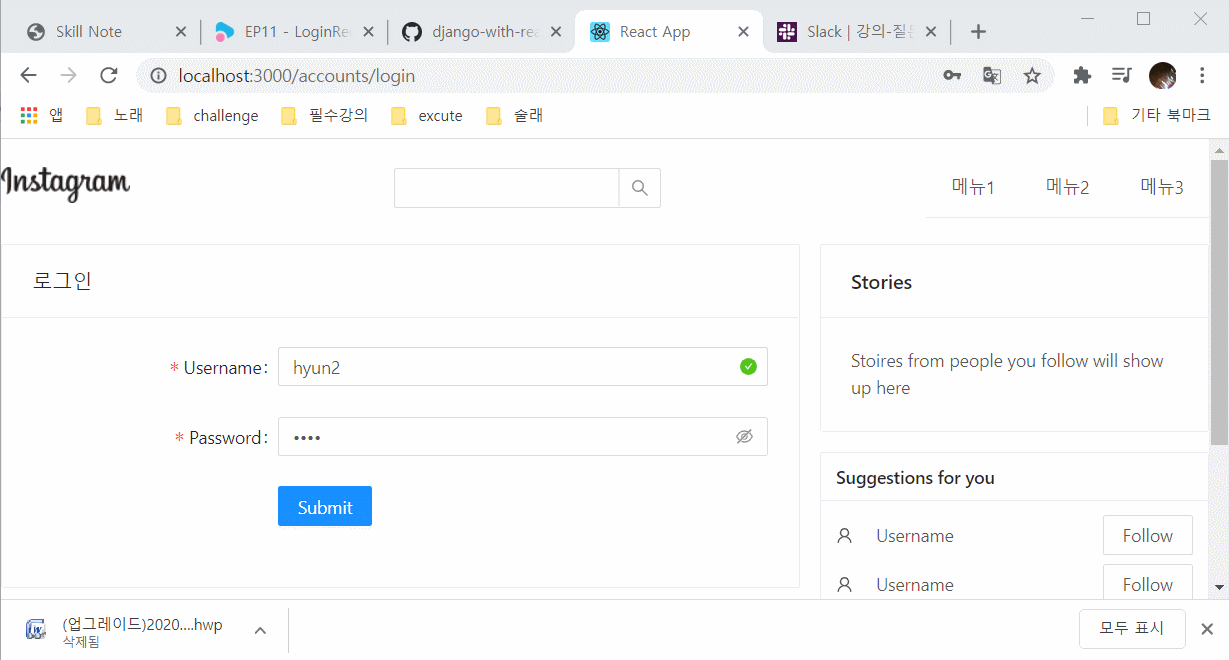 Skill Note
EP11 - LoginRe
django-with-rea
React App
Slack | 강의-질문
localhost:3000/accounts/login
앱 노래 challenge 필수강의 excute 술래 기타 북마크
Instagram
메뉴1 메뉴2 메뉴3
로그인
* Username:
hyun2
* Password:
••••
Submit
Stories
Stoires from people you follow will show
up here
Suggestions for you
Username Follow
Username Follow
(업그레이드)2020....hwp
삭제됨
모두 표시